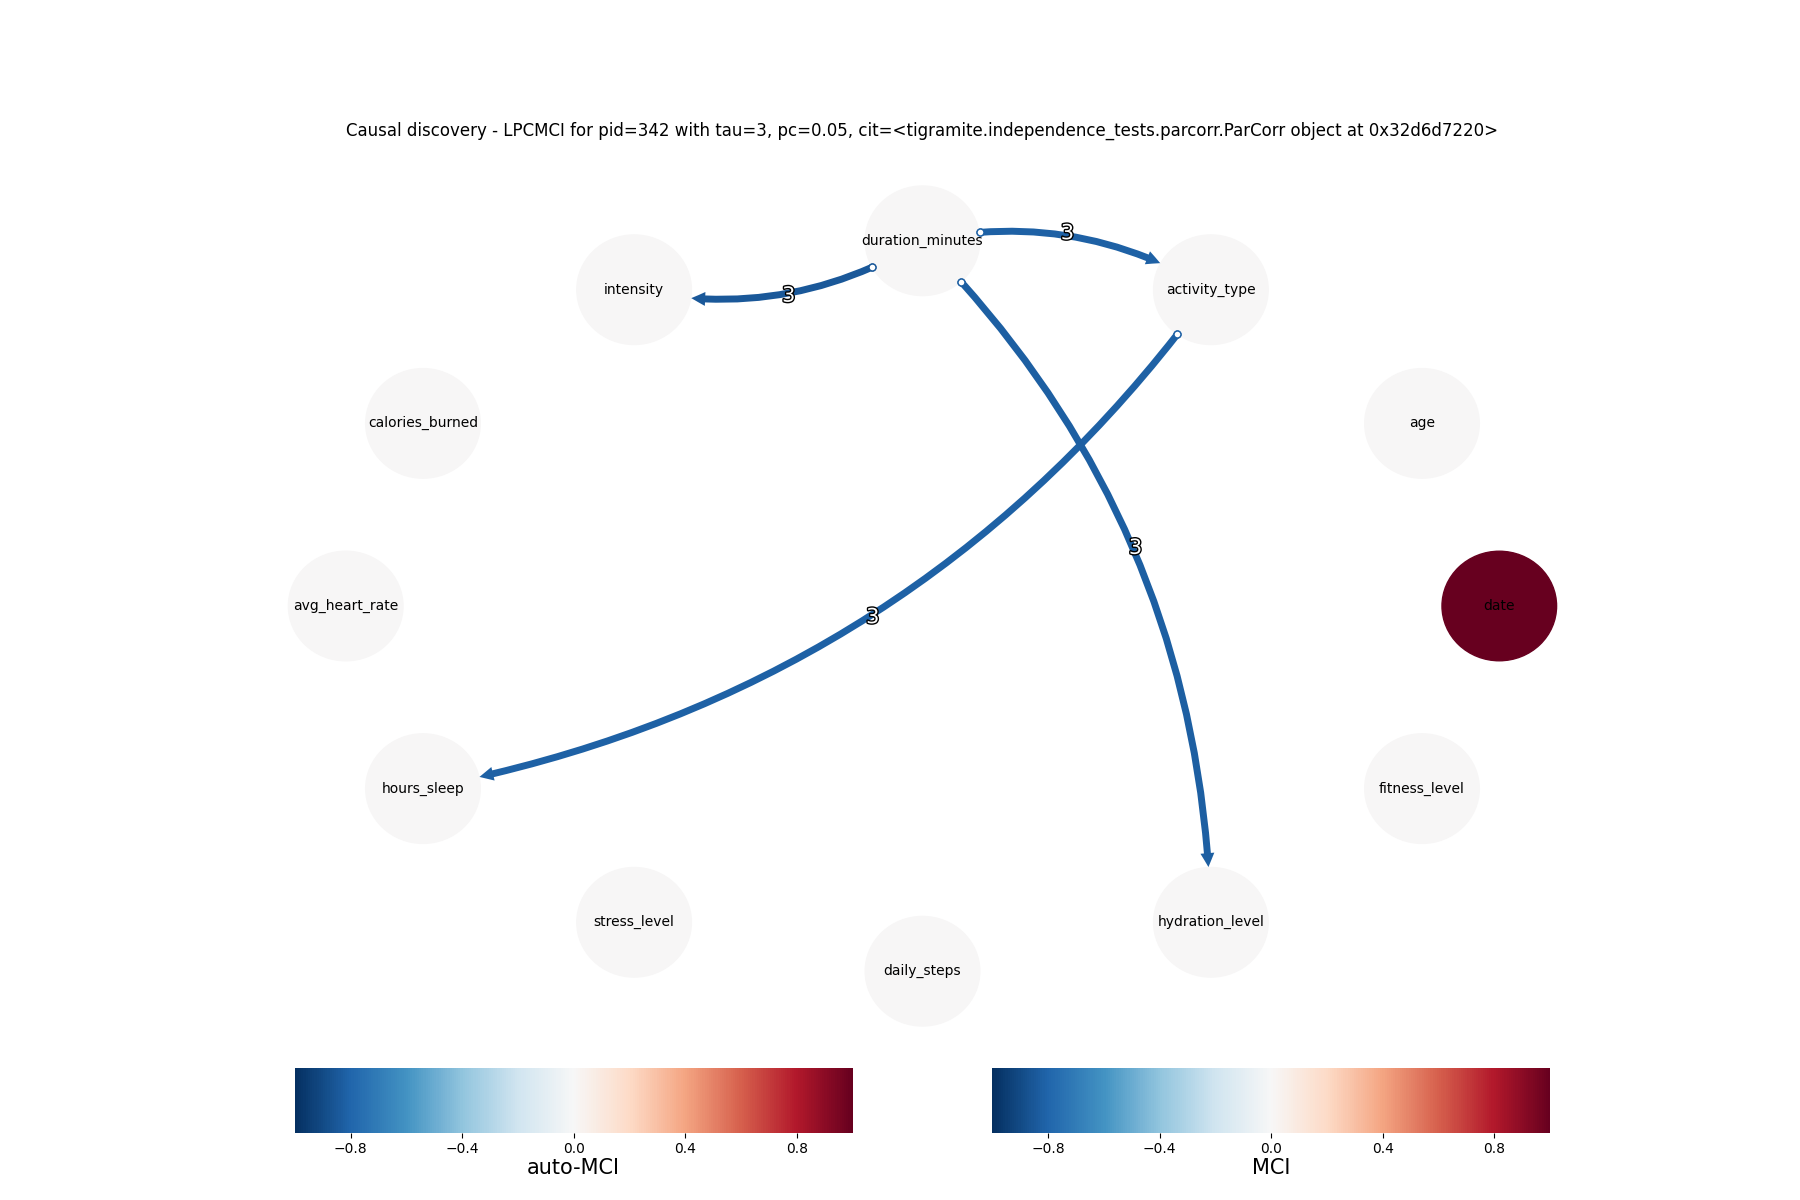 Causal discovery - LPCMCI for pid=342 with tau=3, pc=0.05, cit=<tigramite.independence_tests.parcorr.ParCorr object at 0x32d6d7220>
duration_minutes
3
3
intensity
activity_type
calories_burned
age
3
avg_heart_rate
date
3
hours_sleep
fitness_level
stress_level
hydration_level
daily_steps
−0.8 −0.4 0.0 0.4 0.8
auto-MCI
−0.8 −0.4 0.0 0.4 0.8
MCI